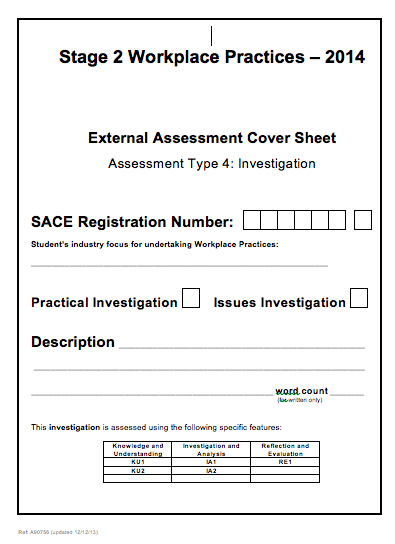 Stage 2 Workplace Practices – 2014
External Assessment Cover Sheet
Assessment Type 4: Investigation
SACE Registration Number:
Student's industry focus for undertaking Workplace Practices:
Practical Investigation Issues Investigation
Description
word count
(for written only)
This investigation is assessed using the following specific features:
Knowledge and Understanding Investigation and Analysis Reflection and Evaluation
KU1 IA1 RE1
KU2 IA2
Ref: A90756 (updated 12/12/13)